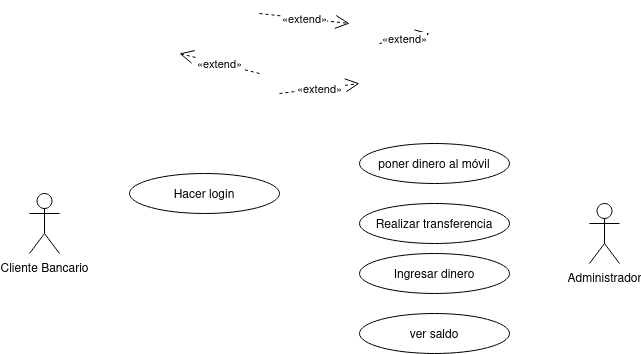 «extend»
«extend»
«extend»
«extend»
poner dinero al móvil
Hacer login
Realizar transferencia
Cliente Bancario
Ingresar dinero
Administrador
ver saldo